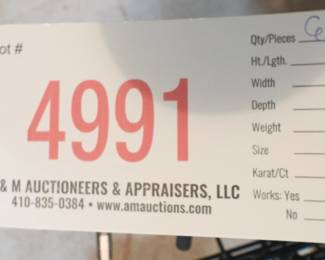 ot #
4991
& M AUCTIONEERS & APPRAISERS, LLC
410-835-0384 • www.amauctions.com
Qty/Pieces 6
Ht./Lgth.
Width
Depth
Weight
Size
Karat/Ct
Works: Yes
No